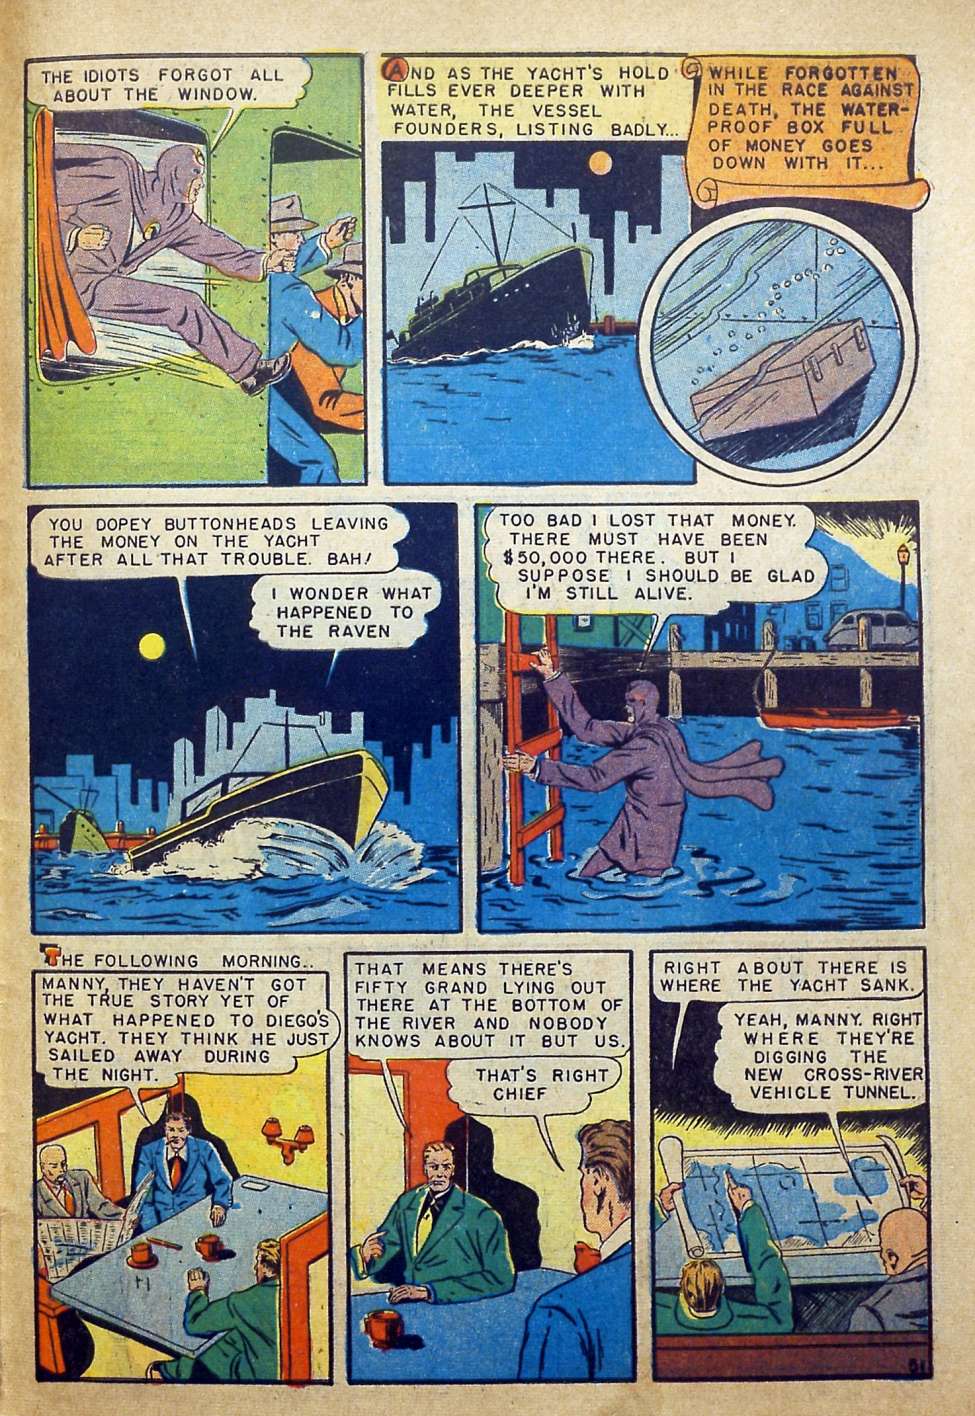 THE IDIOTS FORGOT ALL
ABOUT THE WINDOW.
AND AS THE YACHT'S HOLD
FILLS EVER DEEPER WITH
WATER, THE VESSEL
FOUNDERS, LISTING BADLY...
WHILE FORGOTTEN
IN THE RACE AGAINST
DEATH, THE WATER-
PROOF BOX FULL
OF MONEY GOES
DOWN WITH IT...
YOU DOPEY BUTTONHEADS LEAVING
THE MONEY ON THE YACHT
AFTER ALL THAT TROUBLE. BAH!
I WONDER WHAT
HAPPENED TO
THE RAVEN
TOO BAD I LOST THAT MONEY.
THERE MUST HAVE BEEN
$50,000 THERE. BUT I
SUPPOSE I SHOULD BE GLAD
I'M STILL ALIVE.
THE FOLLOWING MORNING..
MANNY, THEY HAVEN'T GOT
THE TRUE STORY YET OF
WHAT HAPPENED TO DIEGO'S
YACHT. THEY THINK HE JUST
SAILED AWAY DURING
THE NIGHT.
THAT MEANS THERE'S
FIFTY GRAND LYING OUT
THERE AT THE BOTTOM OF
THE RIVER AND NOBODY
KNOWS ABOUT IT BUT US.
THAT'S RIGHT
CHIEF
RIGHT ABOUT THERE IS
WHERE THE YACHT SANK.
YEAH, MANNY. RIGHT
WHERE THEY'RE
DIGGING THE
NEW CROSS-RIVER
VEHICLE TUNNEL.